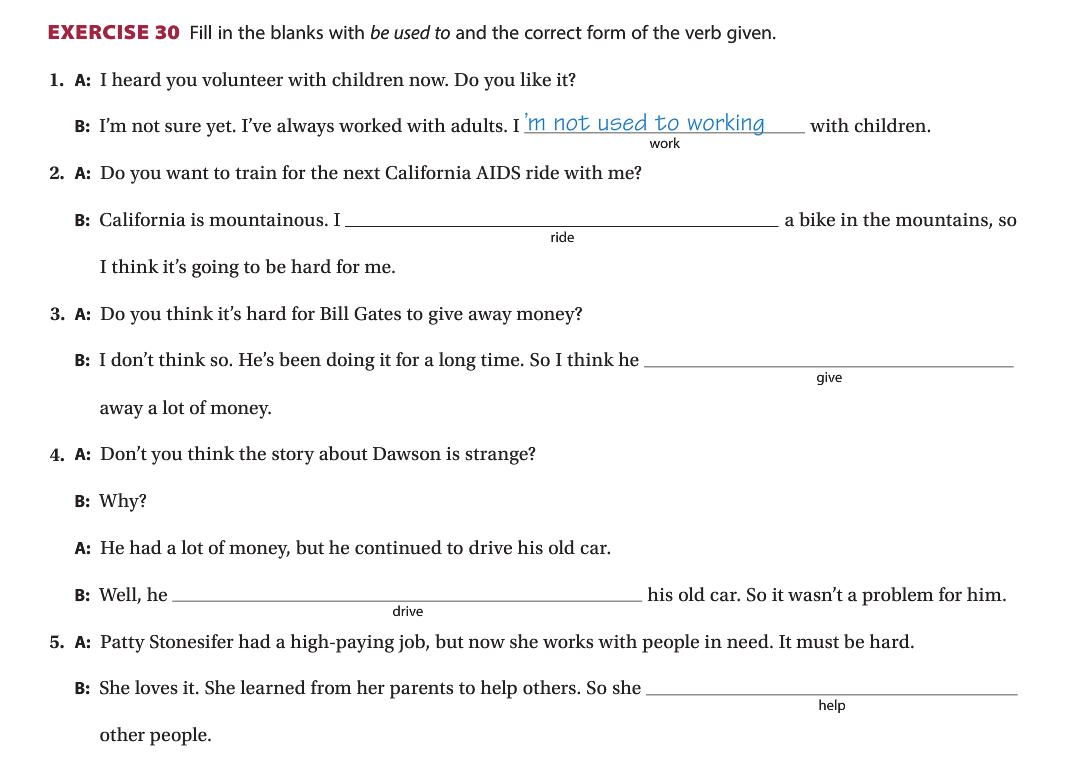 EXERCISE 30 Fill in the blanks with be used to and the correct form of the verb given.
1. A: I heard you volunteer with children now. Do you like it?
B: I'm not sure yet. I've always worked with adults. I 'm not used to working with children.
work
2. A: Do you want to train for the next California AIDS ride with me?
B: California is mountainous. I ______ a bike in the mountains, so
ride
I think it's going to be hard for me.
3. A: Do you think it's hard for Bill Gates to give away money?
B: I don't think so. He's been doing it for a long time. So I think he ______
give
away a lot of money.
4. A: Don't you think the story about Dawson is strange?
B: Why?
A: He had a lot of money, but he continued to drive his old car.
B: Well, he ______ his old car. So it wasn't a problem for him.
drive
5. A: Patty Stonesifer had a high-paying job, but now she works with people in need. It must be hard.
B: She loves it. She learned from her parents to help others. So she ______
help
other people.